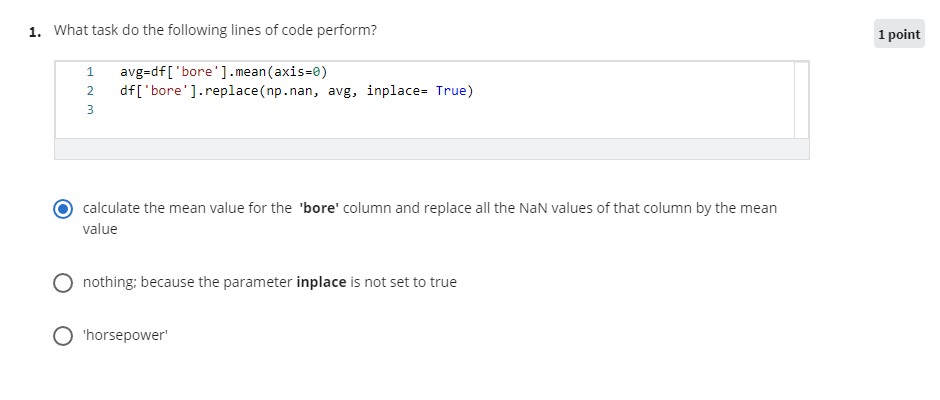 1. What task do the following lines of code perform?
1 point
1 avg=df['bore'].mean(axis=0)
2 df['bore'].replace(np.nan, avg, inplace= True)
3
calculate the mean value for the 'bore' column and replace all the NaN values of that column by the mean
value
nothing; because the parameter inplace is not set to true
'horsepower'